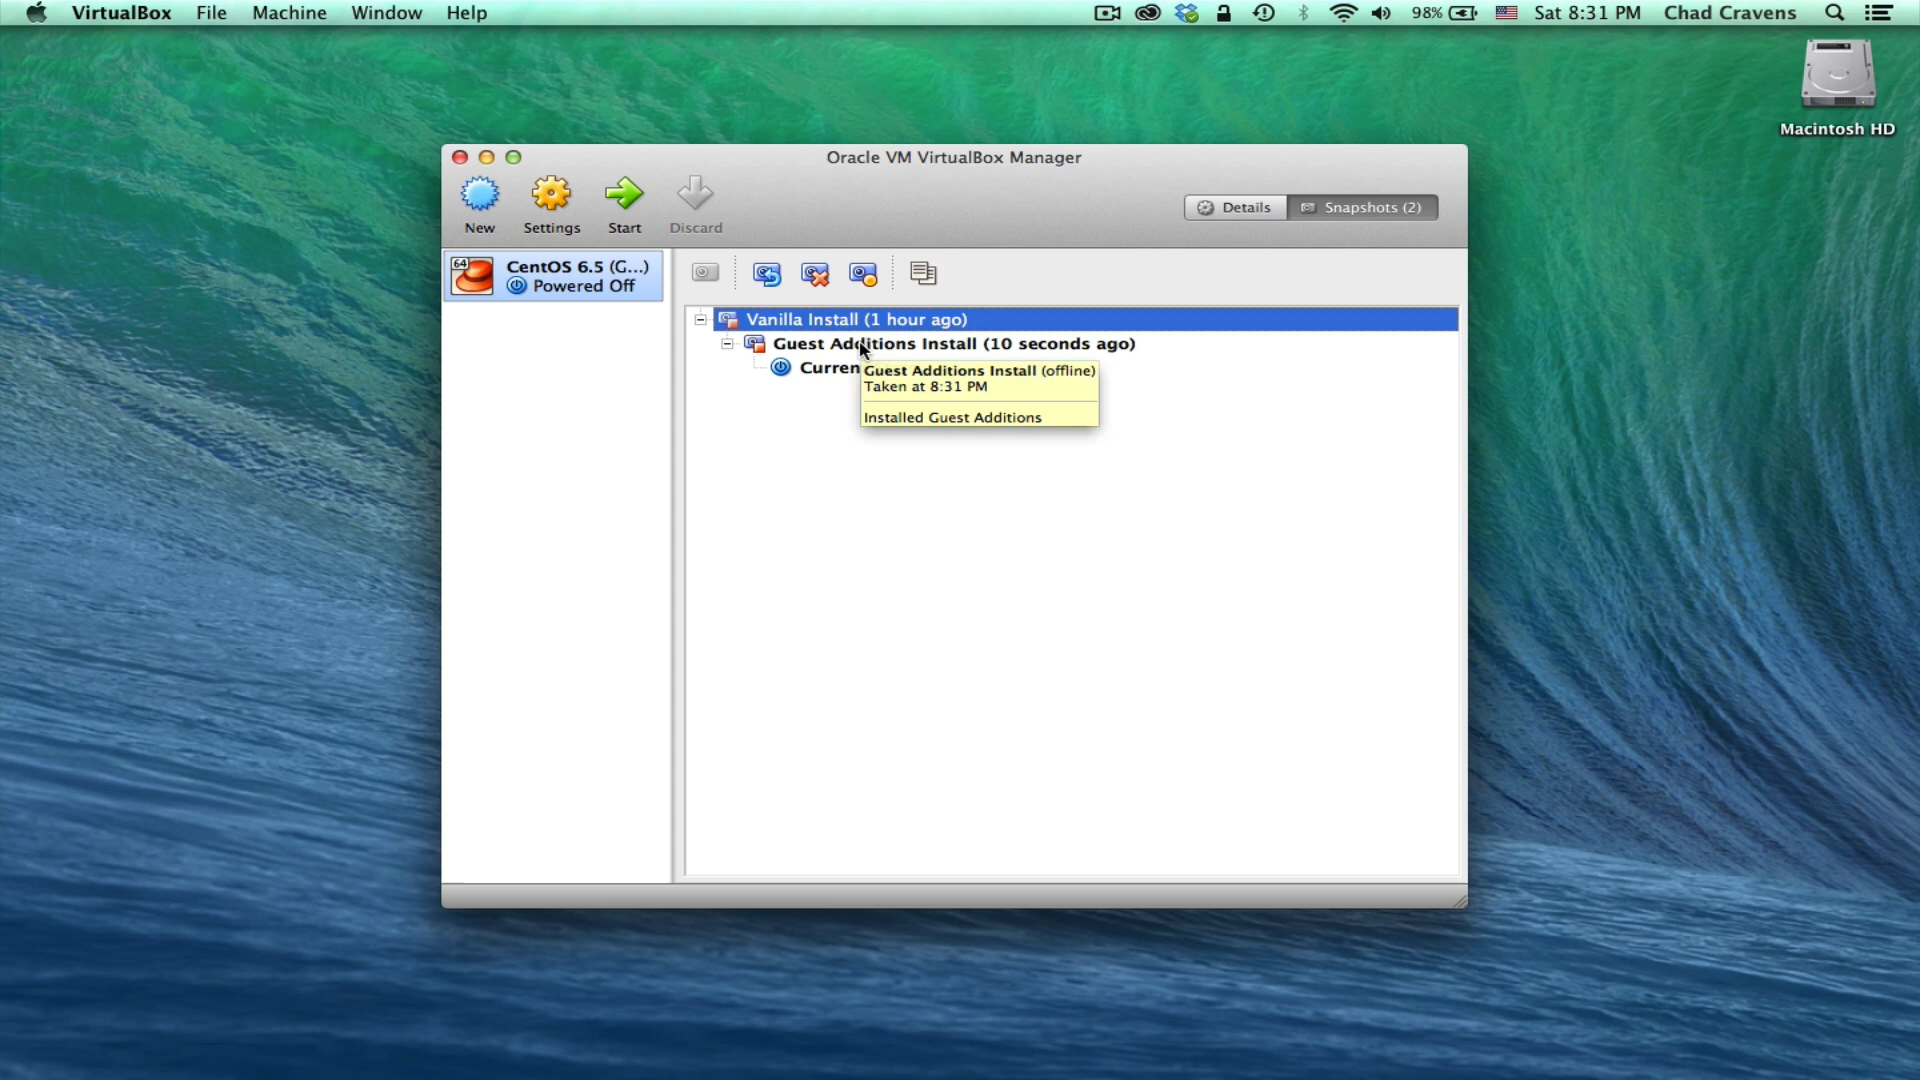 VirtualBox File Machine Window Help 98% Sat 8:31 PM Chad Cravens
Macintosh HD
Oracle VM VirtualBox Manager
New Settings Start Discard
Details Snapshots (2)
64
CentOS 6.5 (G...)
Powered Off
Vanilla Install (1 hour ago)
Guest Additions Install (10 seconds ago)
Curren
Guest Additions Install (offline)
Taken at 8:31 PM
Installed Guest Additions